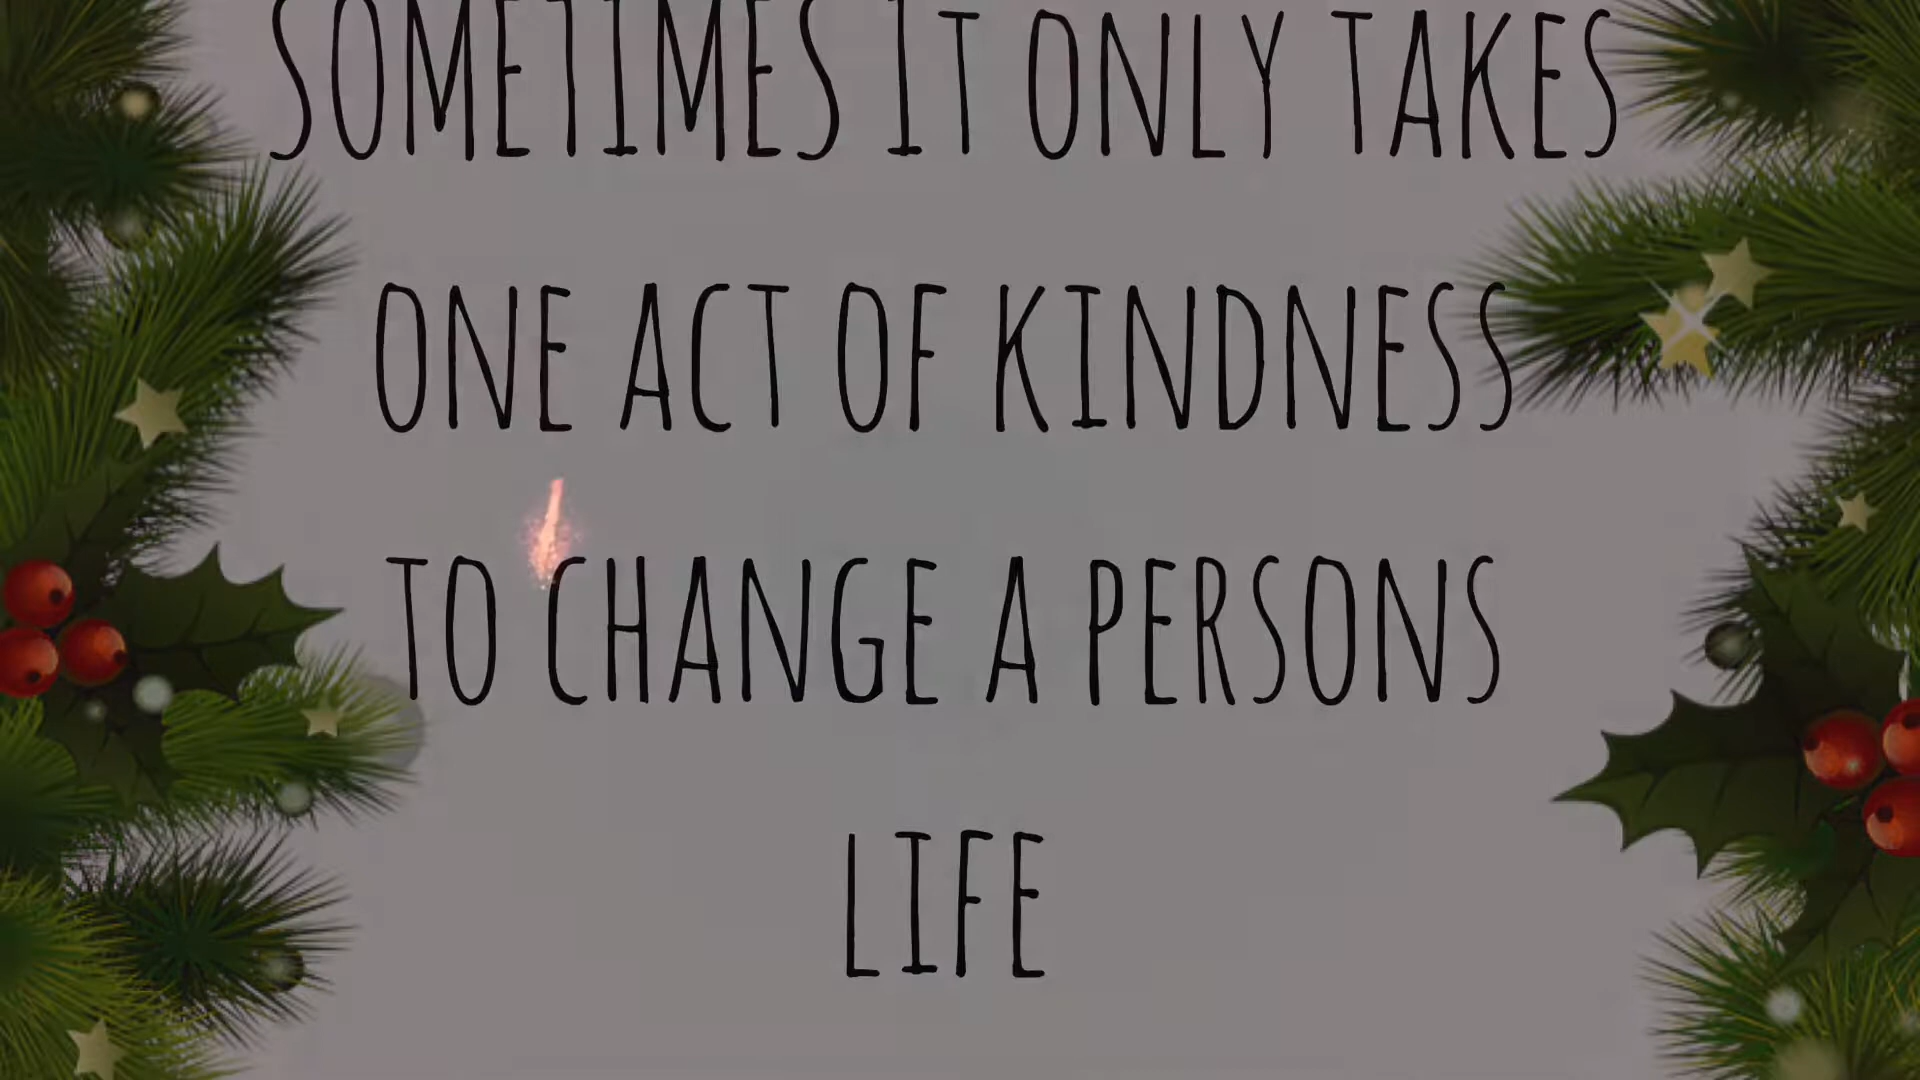 SOMETIMES IT ONLY TAKES
ONE ACT OF KINDNESS
TO CHANGE A PERSONS
LIFE